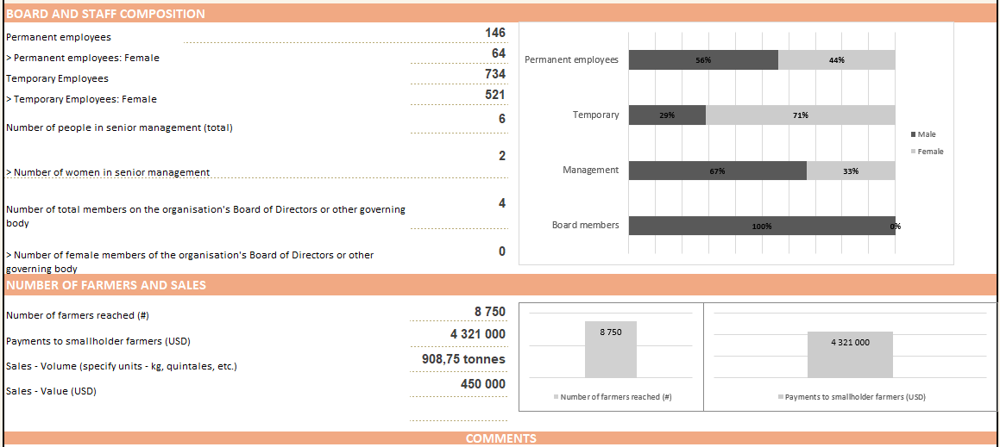 BOARD AND STAFF COMPOSITION
Permanent employees 146
> Permanent employees: Female 64
Temporary Employees 734
> Temporary Employees: Female 521
Number of people in senior management (total) 6
> Number of women in senior management 2
Number of total members on the organisation's Board of Directors or other governing 4
body
> Number of female members of the organisation's Board of Directors or other 0
governing body
Permanent employees 56% 44%
Temporary 29% 71%
Management 67% 33%
Board members 100% 0%
Male
Female
NUMBER OF FARMERS AND SALES
Number of farmers reached (#) 8 750
Payments to smallholder farmers (USD) 4 321 000
Sales - Volume (specify units - kg, quintales, etc.) 908,75 tonnes
Sales - Value (USD) 450 000
8 750
Number of farmers reached (#)
4 321 000
Payments to smallholder farmers (USD)
COMMENTS